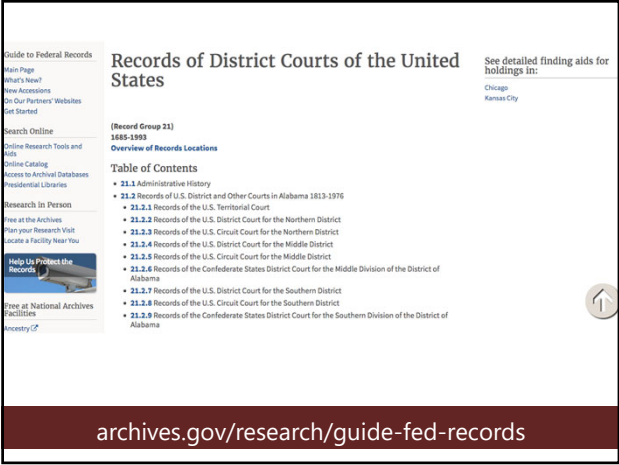 Guide to Federal Records
Main Page
What's New?
New Accessions
On Our Partners' Websites
Get Started
Search Online
Online Research Tools and
Aids
Online Catalog
Access to Archival Databases
Presidential Libraries
Research in Person
Free at the Archives
Plan your Research Visit
Locate a Facility Near You
Help Us Protect the
Records
Free at National Archives
Facilities
Ancestry
Records of District Courts of the United
States
(Record Group 21)
1685-1993
Overview of Records Locations
Table of Contents
• 21.1 Administrative History
• 21.2 Records of U.S. District and Other Courts in Alabama 1813-1976
• 21.2.1 Records of the U.S. Territorial Court
• 21.2.2 Records of the U.S. District Court for the Northern District
• 21.2.3 Records of the U.S. Circuit Court for the Northern District
• 21.2.4 Records of the U.S. District Court for the Middle District
• 21.2.5 Records of the U.S. Circuit Court for the Middle District
• 21.2.6 Records of the Confederate States District Court for the Middle Division of the District of
Alabama
• 21.2.7 Records of the U.S. District Court for the Southern District
• 21.2.8 Records of the U.S. Circuit Court for the Southern District
• 21.2.9 Records of the Confederate States District Court for the Southern Division of the District of
Alabama
See detailed finding aids for
holdings in:
Chicago
Kansas City
archives.gov/research/guide-fed-records